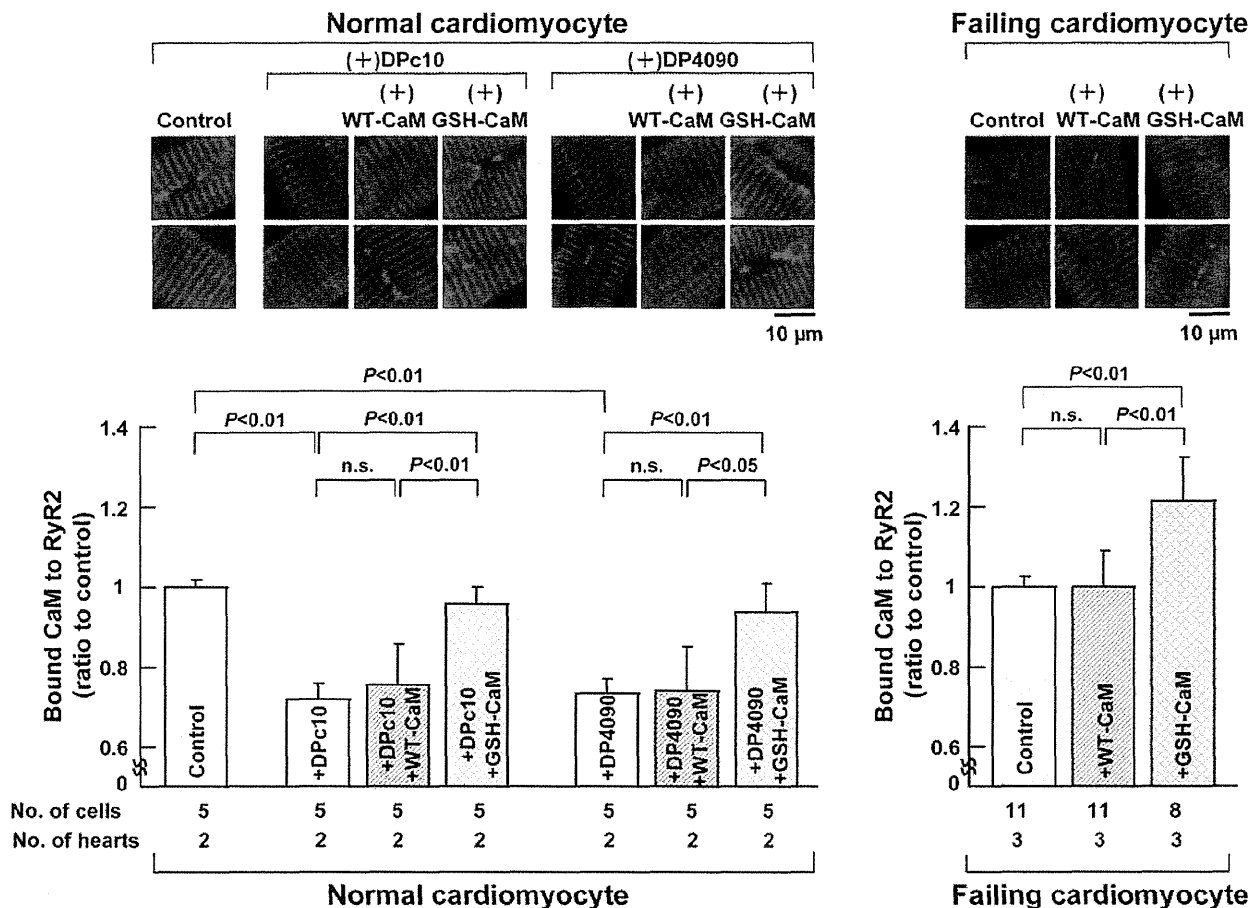 Normal cardiomyocyte
Failing cardiomyocyte
(+)DPc10
(+)DP4090
(+)
(+)
(+)
(+)
(+)
(+)
Control
WT-CaM
GSH-CaM
WT-CaM
GSH-CaM
Control
WT-CaM
GSH-CaM
10 μm
10 μm
P<0.01
P<0.01
P<0.01
P<0.01
P<0.01
n.s.
P<0.01
n.s.
P<0.05
P<0.01
n.s.
P<0.01
Bound CaM to RyR2
(ratio to control)
1.4
1.2
1
0.8
0.6
0
Control
+DPc10
+DPc10
+WT-CaM
+DPc10
+GSH-CaM
+DP4090
+DP4090
+WT-CaM
+DP4090
+GSH-CaM
Bound CaM to RyR2
(ratio to control)
1.4
1.2
1
0.8
0.6
0
Control
+WT-CaM
+GSH-CaM
No. of cells 5 5 5 5 5 5 5 11 11 8
No. of hearts 2 2 2 2 2 2 2 3 3 3
Normal cardiomyocyte
Failing cardiomyocyte